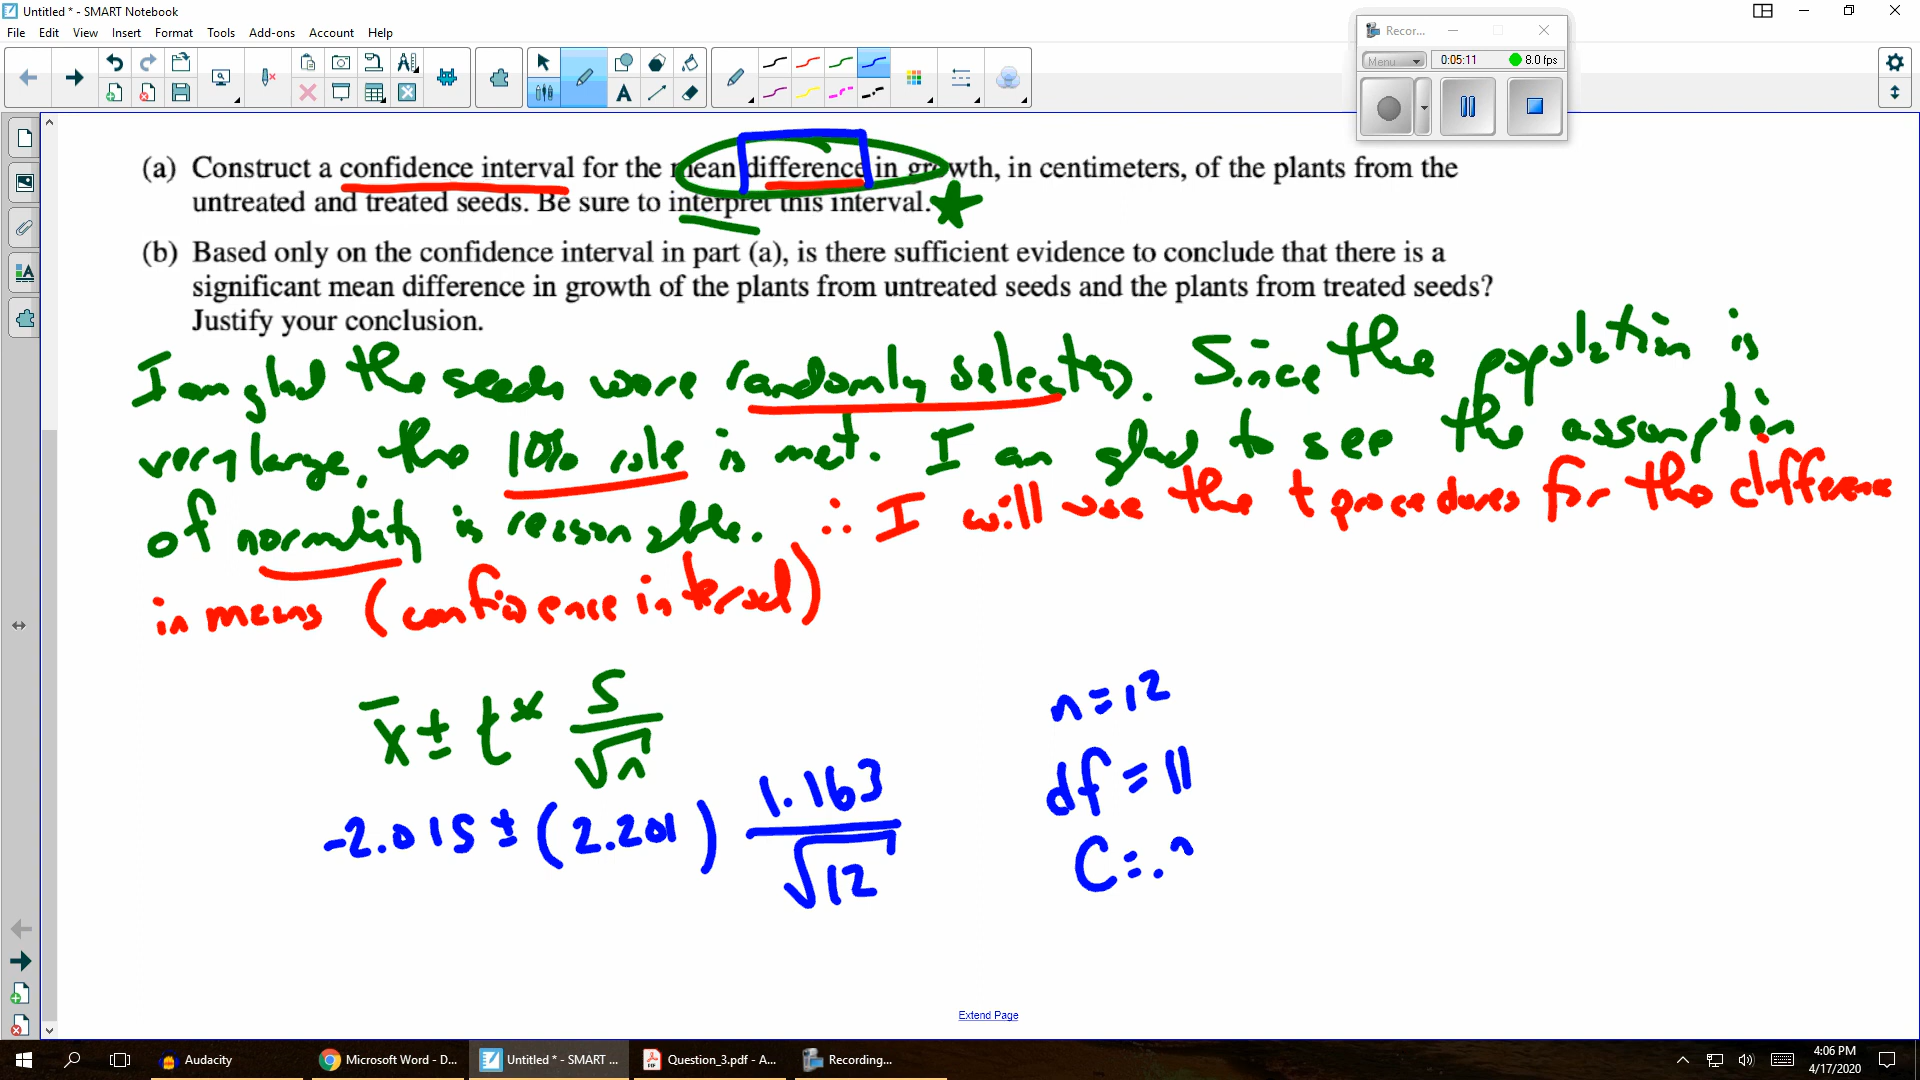 Untitled * - SMART Notebook
File Edit View Insert Format Tools Add-ons Account Help
Recor...
Menu
0:05:11
8.0 fps
(a) Construct a confidence interval for the mean difference in growth, in centimeters, of the plants from the
untreated and treated seeds. Be sure to interpret this interval.
(b) Based only on the confidence interval in part (a), is there sufficient evidence to conclude that there is a
significant mean difference in growth of the plants from untreated seeds and the plants from treated seeds?
Justify your conclusion.
I am glad the seeds were randomly selected. Since the population is
very large, the 10% rule is met. I am glad to see the assumption
of normality is reasonable. ∴ I will use the t procedures for the difference
in means (confidence interval)
x̄ ± t* s/√n
n = 12
-2.015 ± (2.201) 1.163/√12
df = 11
C = .
Extend Page
Audacity
Microsoft Word - D...
Untitled * - SMART ...
Question_3.pdf - A...
Recording...
4:06 PM
4/17/2020